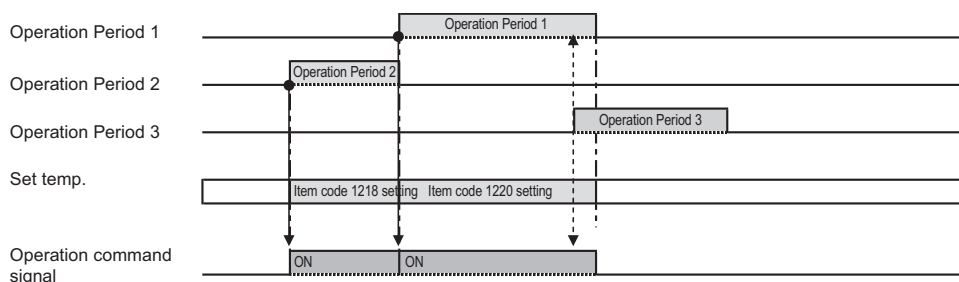 Operation Period 1
Operation Period 1
Operation Period 2
Operation Period 2
Operation Period 3
Operation Period 3
Set temp.
Item code 1218 setting Item code 1220 setting
Operation command
signal
ON ON